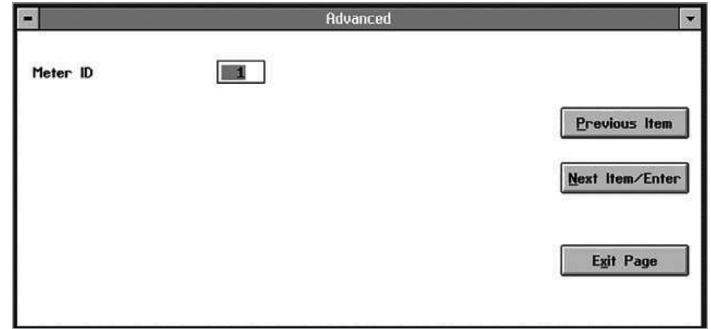 Advanced
Meter ID
1
Previous Item
Next Item/Enter
Exit Page